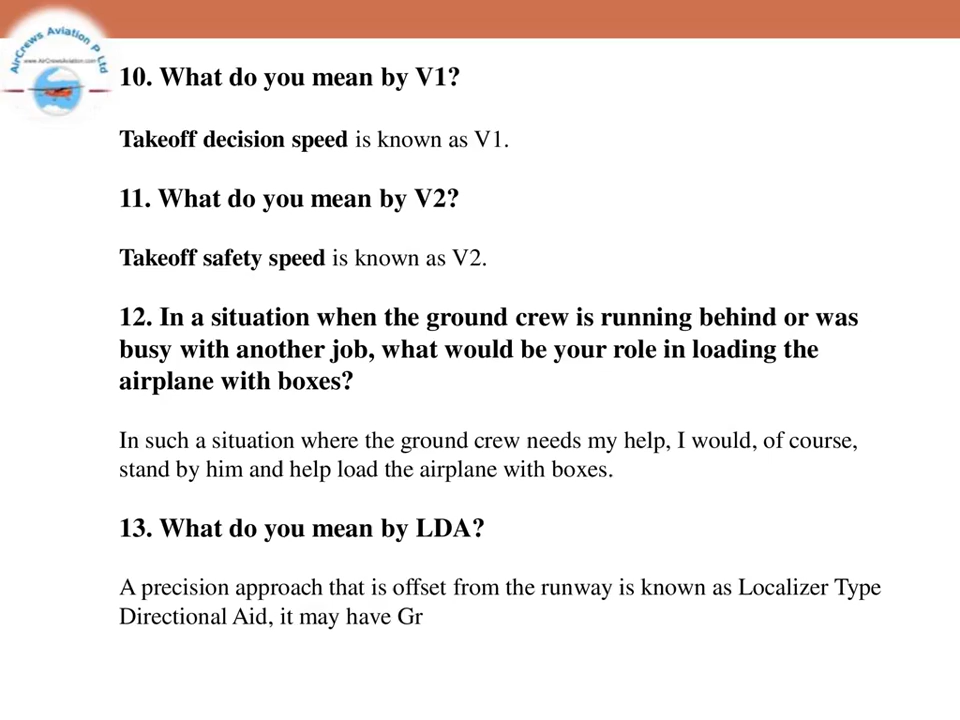 AirCrews Aviation P Ltd
www.AirCrewsAviation.com
10. What do you mean by V1?
Takeoff decision speed is known as V1.
11. What do you mean by V2?
Takeoff safety speed is known as V2.
12. In a situation when the ground crew is running behind or was
busy with another job, what would be your role in loading the
airplane with boxes?
In such a situation where the ground crew needs my help, I would, of course,
stand by him and help load the airplane with boxes.
13. What do you mean by LDA?
A precision approach that is offset from the runway is known as Localizer Type
Directional Aid, it may have Gr